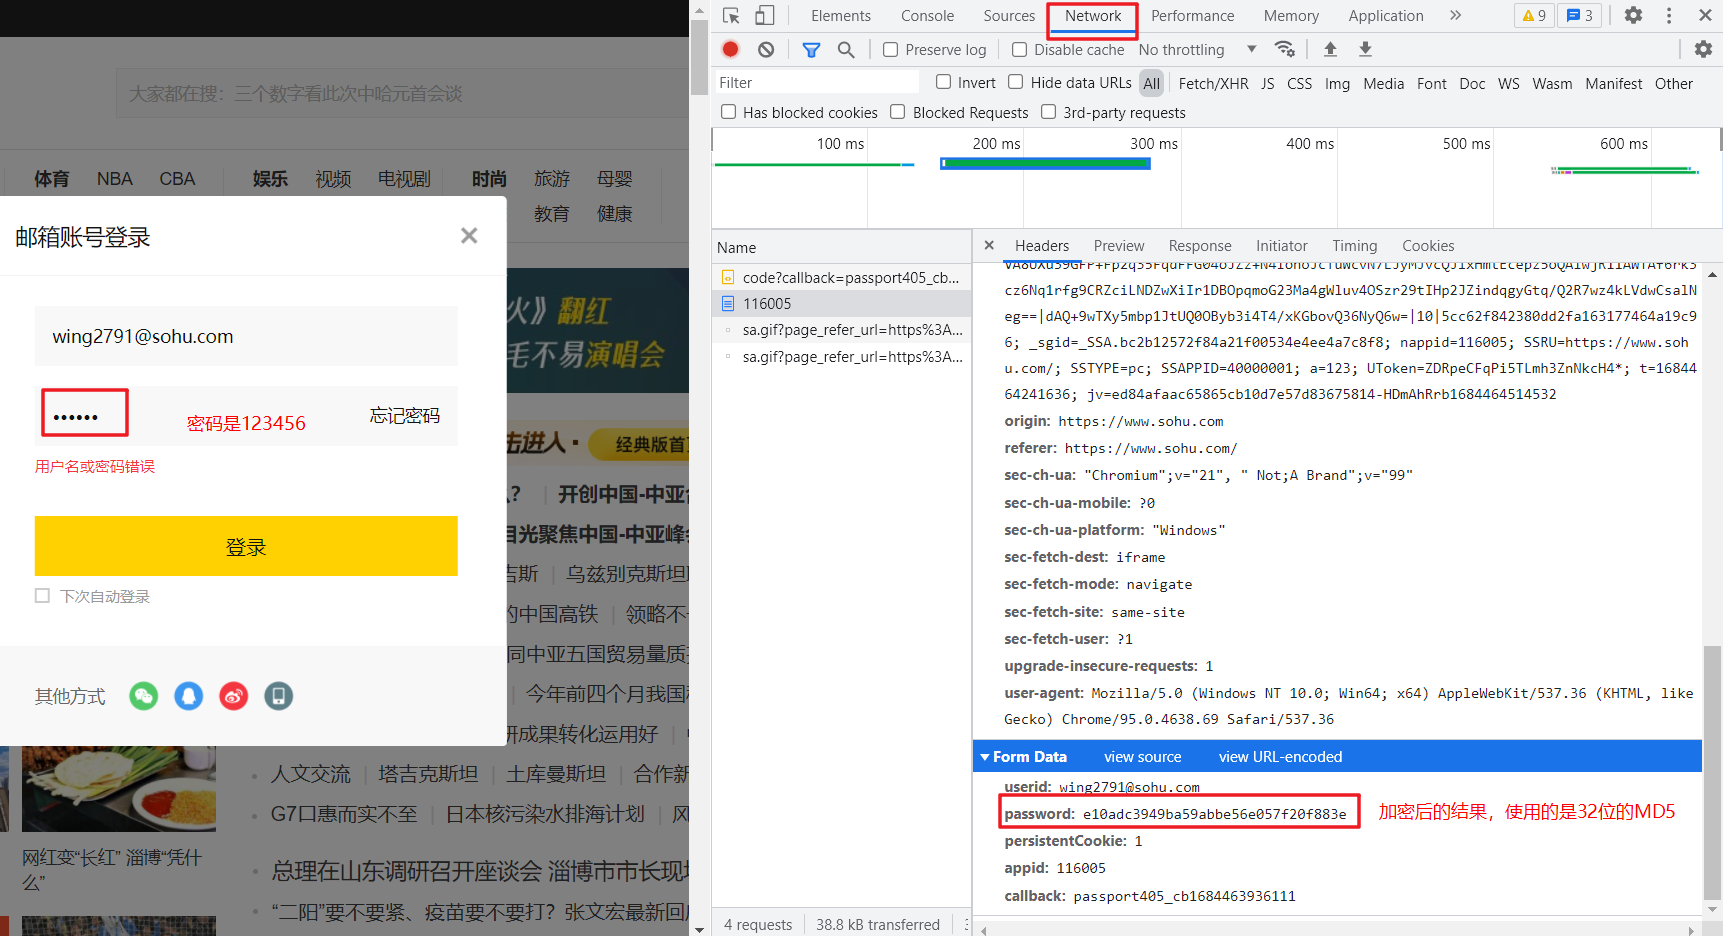 大家都在搜：三个数字看此次中哈元首会谈
体育 NBA CBA 娱乐 视频 电视剧 时尚 旅游 母婴
教育 健康
邮箱账号登录
wing2791@sohu.com
••••••
密码是123456
忘记密码
用户名或密码错误
登录
下次自动登录
其他方式
火》翻红
毛不易演唱会
击进人·
经典版首
？ 开创中国-中亚合
目光聚焦中国-中亚峰会
吉斯 乌兹别克斯坦
的中国高铁 领略不
同中亚五国贸易量质
今年前四个月我国
研成果转化运用好
人文交流 塔吉克斯坦 土库曼斯坦 合作新
G7口惠而实不至 日本核污染水排海计划 风
总理在山东调研召开座谈会 淄博市市长现
“二阳”要不要紧、疫苗要不要打？张文宏最新回应
网红变“长红” 淄博“凭什
么”
Elements Console Sources Network Performance Memory Application » 9 3
Preserve log Disable cache No throttling
Filter Invert Hide data URLs All Fetch/XHR JS CSS Img Media Font Doc WS Wasm Manifest Other
Has blocked cookies Blocked Requests 3rd-party requests
100 ms 200 ms 300 ms 400 ms 500 ms 600 ms
Name
code?callback=passport405_cb...
116005
sa.gif?page_refer_url=https%3A...
sa.gif?page_refer_url=https%3A...
4 requests 38.8 kB transferred
Headers Preview Response Initiator Timing Cookies
cz6Nq1rfg9CRZciLNDZwXiIr1DBOpqmoG23Ma4gWluv4OSzr29tIHp2JZindqgyGtq/Q2R7wz4kLVdwCsalN
eg==|dAQ+9wTXy5mbp1JtUQ0OByb3i4T4/xKGbovQ36NyQ6w=|10|5cc62f842380dd2fa163177464a19c9
6; _sgid=_SSA.bc2b12572f84a21f00534e4ee4a7c8f8; nappid=116005; SSRU=https://www.soh
u.com/; SSTYPE=pc; SSAPPID=40000001; a=123; UToken=ZDRpeCFqPi5TLmh3ZnNkcH4*; t=1684
464241636; jv=ed84afaac65865cb10d7e57d83675814-HDmAhRrb1684464514532
origin: https://www.sohu.com
referer: https://www.sohu.com/
sec-ch-ua: "Chromium";v="21", " Not;A Brand";v="99"
sec-ch-ua-mobile: ?0
sec-ch-ua-platform: "Windows"
sec-fetch-dest: iframe
sec-fetch-mode: navigate
sec-fetch-site: same-site
sec-fetch-user: ?1
upgrade-insecure-requests: 1
user-agent: Mozilla/5.0 (Windows NT 10.0; Win64; x64) AppleWebKit/537.36 (KHTML, like
Gecko) Chrome/95.0.4638.69 Safari/537.36
Form Data view source view URL-encoded
userid: wing2791@sohu.com
password: e10adc3949ba59abbe56e057f20f883e
加密后的结果，使用的是32位的MD5
persistentCookie: 1
appid: 116005
callback: passport405_cb1684463936111